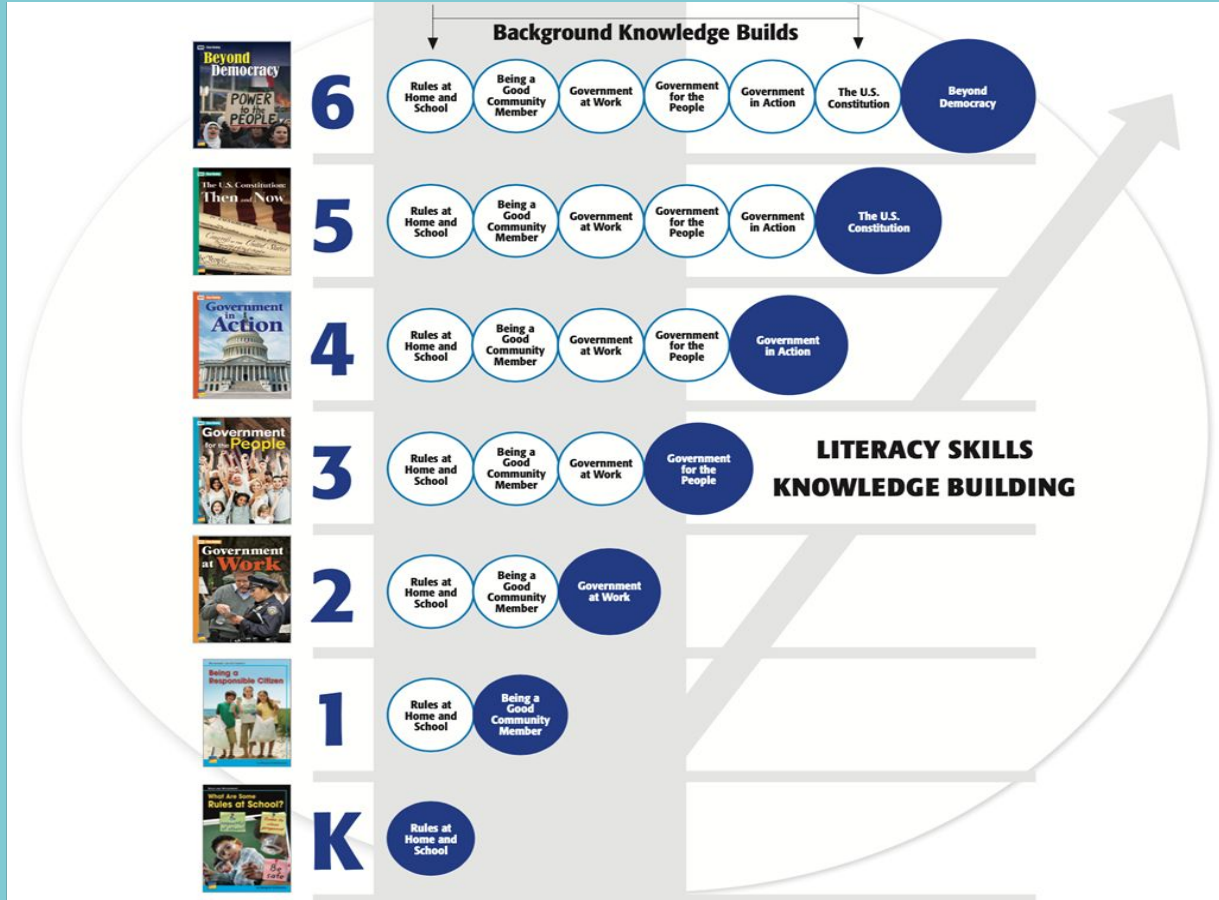 Background Knowledge Builds
Beyond
Democracy
POWER
to the
PEOPLE
6
Rules at
Home and
School
Being a
Good
Community
Member
Government
at Work
Government
for the
People
Government
in Action
The U.S.
Constitution
Beyond
Democracy
The U.S. Constitution:
Then and Now
5
Rules at
Home and
School
Being a
Good
Community
Member
Government
at Work
Government
for the
People
Government
in Action
The U.S.
Constitution
Government
in
Action
4
Rules at
Home and
School
Being a
Good
Community
Member
Government
at Work
Government
for the
People
Government
in Action
Government
for the People
3
Rules at
Home and
School
Being a
Good
Community
Member
Government
at Work
Government
for the
People
LITERACY SKILLS
KNOWLEDGE BUILDING
Government
at Work
2
Rules at
Home and
School
Being a
Good
Community
Member
Government
at Work
Being a
Responsible Citizen
1
Rules at
Home and
School
Being a
Good
Community
Member
What Are Some
Rules at School?
Be
safe
K
Rules at
Home and
School